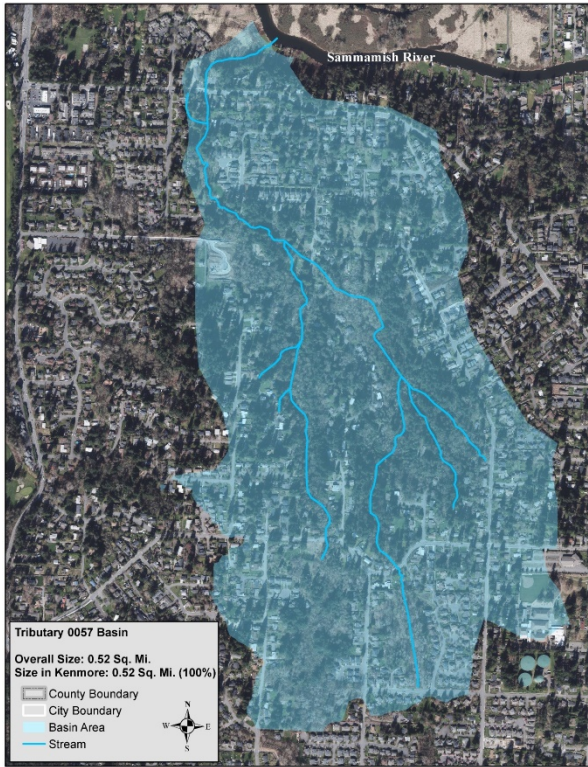 Sammamish River
Tributary 0057 Basin
Overall Size: 0.52 Sq. Mi.
Size in Kenmore: 0.52 Sq. Mi. (100%)
County Boundary
City Boundary
Basin Area
Stream
N
W E
S